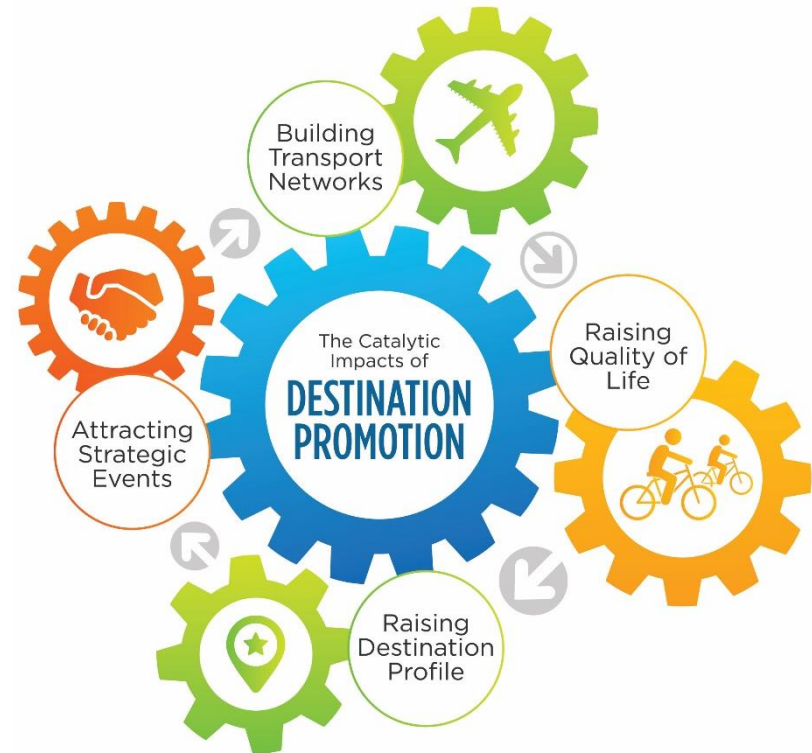 Building
Transport
Networks
The Catalytic
Impacts of
DESTINATION
PROMOTION
Raising
Quality of
Life
Attracting
Strategic
Events
Raising
Destination
Profile